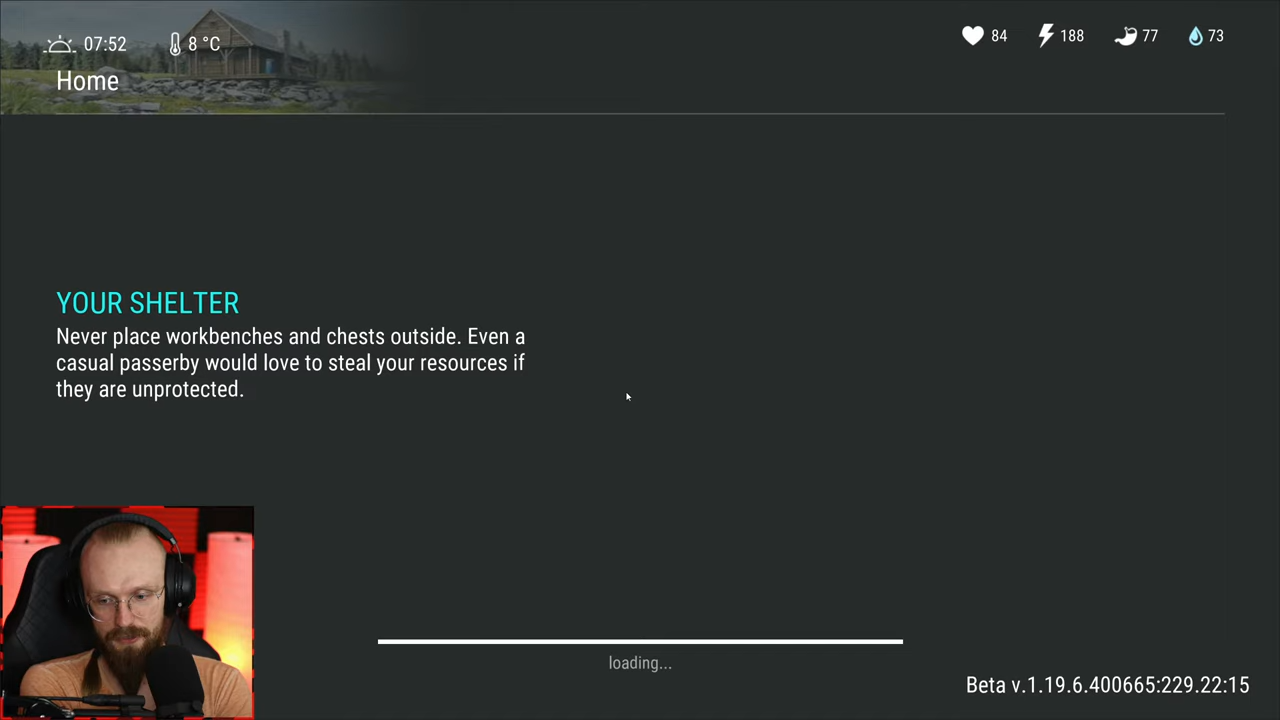 07:52 8 °C 84 188 77 73
Home
YOUR SHELTER
Never place workbenches and chests outside. Even a
casual passerby would love to steal your resources if
they are unprotected.
loading...
Beta v.1.19.6.400665:229.22:15